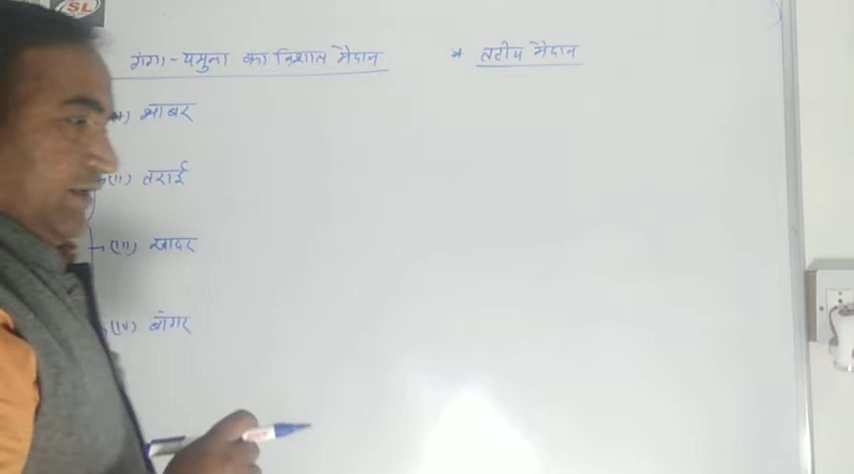 SL
गंगा-यमुना का विशाल मैदान
* तटीय मैदान
भाबर
(ii) तराई
→ (iii) खादर
(iv) बांगर